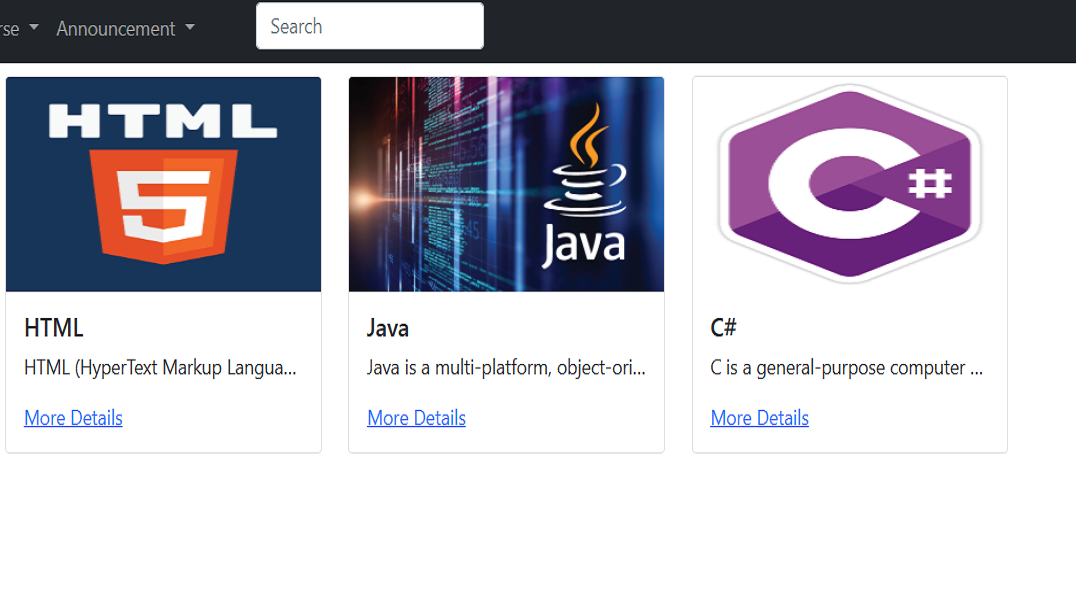 rse Announcement Search
HTML
5
Java
C#
HTML
HTML (HyperText Markup Langua...
More Details
Java
Java is a multi-platform, object-ori...
More Details
C#
C is a general-purpose computer ...
More Details